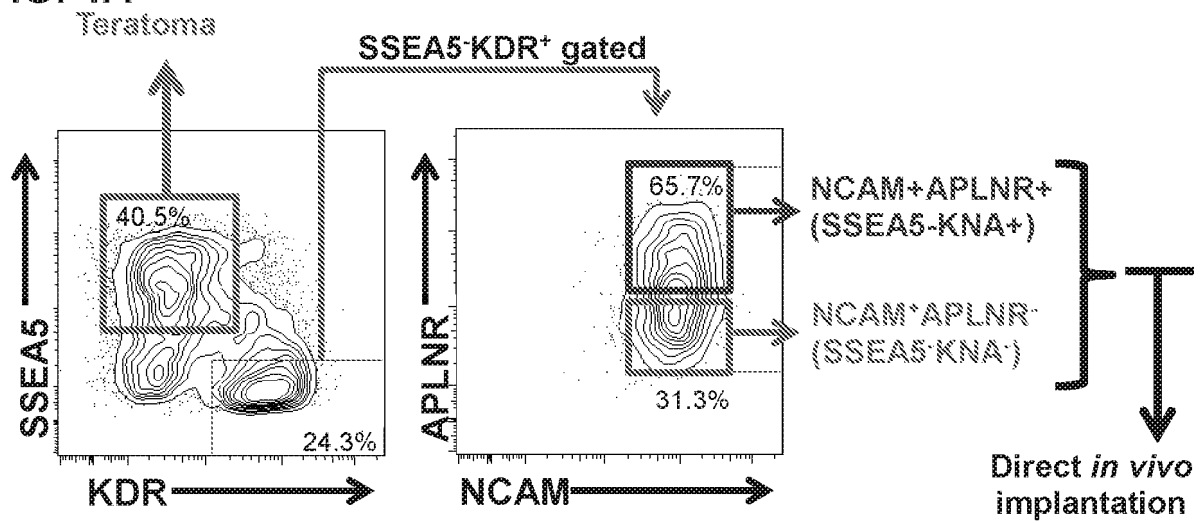 Teratoma
SSEA5-KDR+ gated
40.5%
24.3%
SSEA5
KDR
65.7%
31.3%
APLNR
NCAM
NCAM+APLNR+
(SSEA5-KNA+)
NCAM+APLNR-
(SSEA5-KNA-)
Direct in vivo
implantation